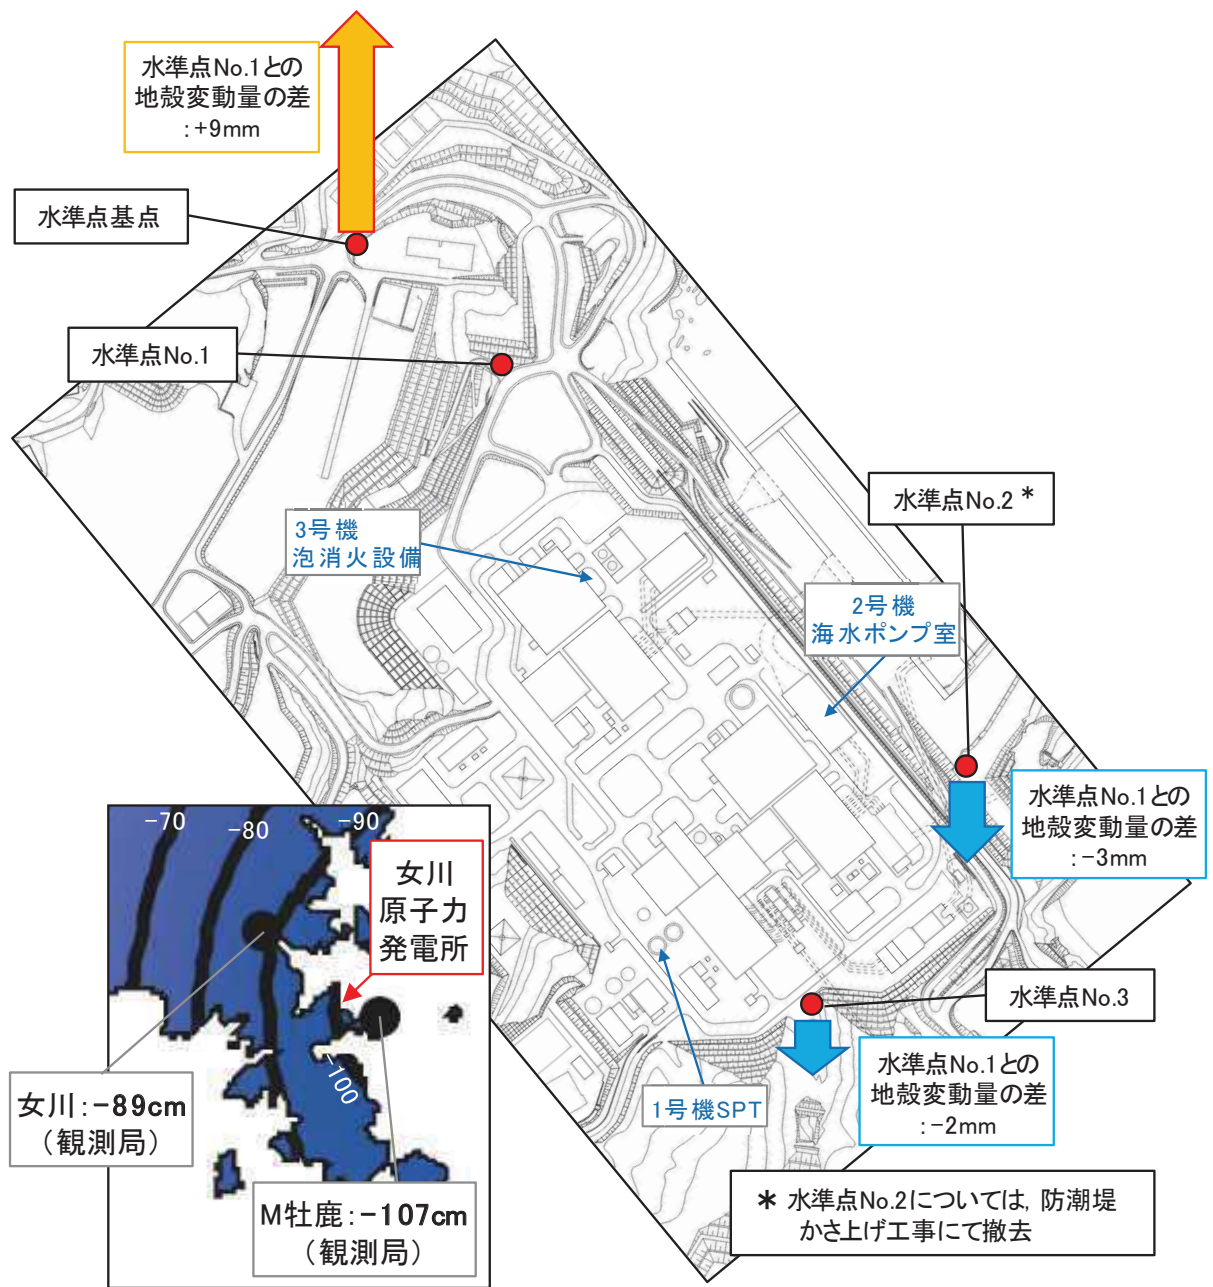 水準点No.1との
地殻変動量の差
:+9mm
水準点基点
水準点No.1
水準点No.2 *
3号機
泡消火設備
2号機
海水ポンプ室
水準点No.1との
地殻変動量の差
:-3mm
-70
-80
-90
女川
原子力
発電所
-100
水準点No.3
水準点No.1との
地殻変動量の差
:-2mm
1号機SPT
女川:-89cm
(観測局)
M牡鹿:-107cm
(観測局)
* 水準点No.2については, 防潮堤
かさ上げ工事にて撤去